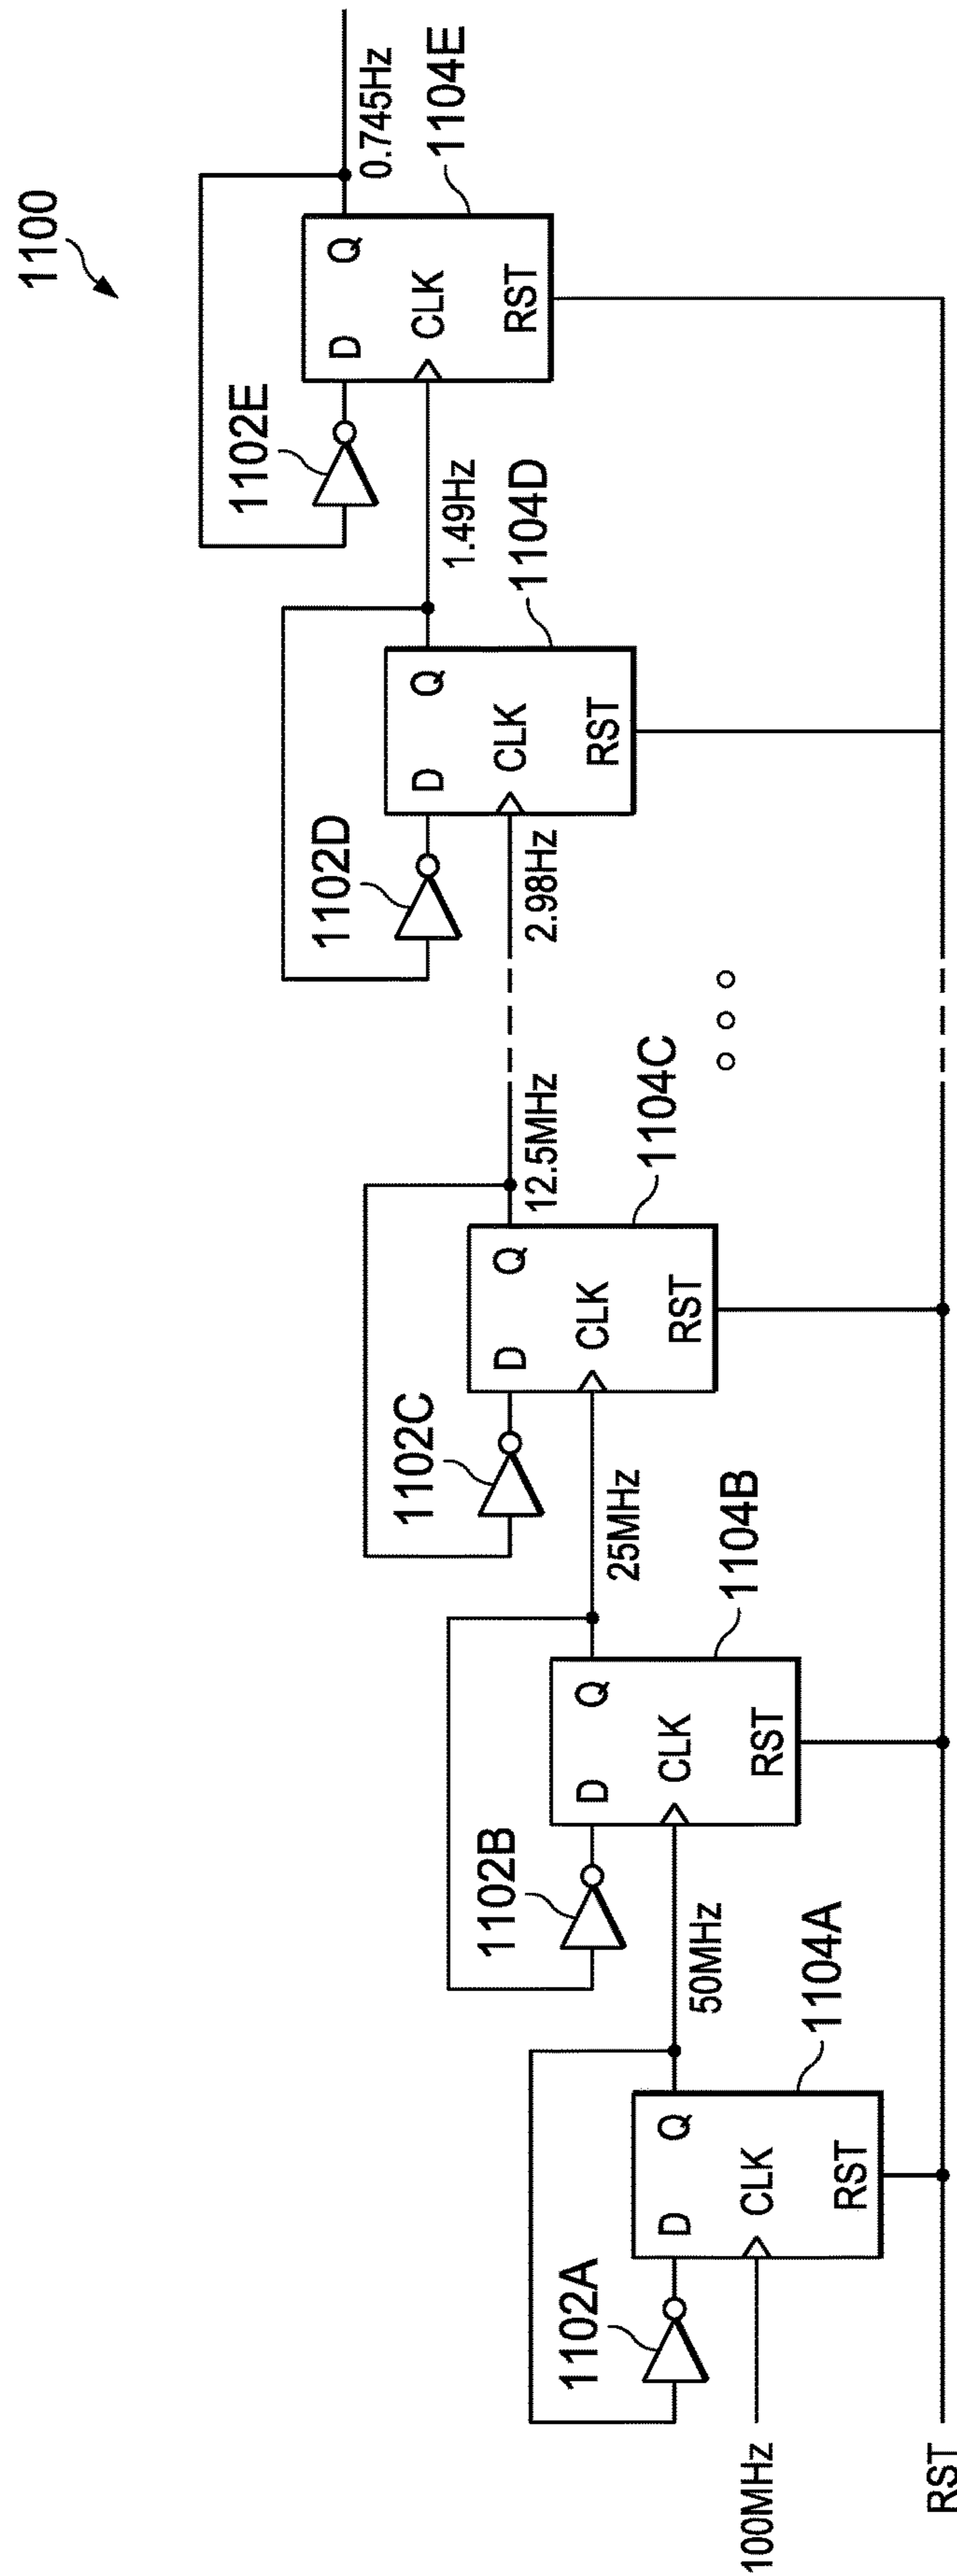 1100
100MHz
RST
1102A
D
Q
CLK
RST
1104A
50MHz
1102B
D
Q
CLK
RST
1104B
25MHz
1102C
D
Q
CLK
RST
1104C
12.5MHz
2.98Hz
1102D
D
Q
CLK
RST
1104D
1.49Hz
1102E
D
Q
CLK
RST
1104E
0.745Hz